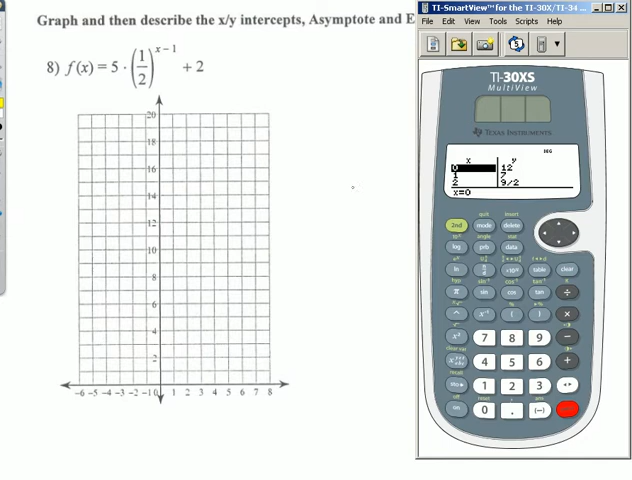 Graph and then describe the x/y intercepts, Asymptote and E
8) f(x) = 5 · (1/2)^(x−1) + 2
20
18
16
14
12
10
8
6
4
2
-6 -5 -4 -3 -2 -1 0 1 2 3 4 5 6 7 8
TI-SmartView™ for the TI-30X/TI-34
File Edit View Tools Scripts Help
TI-30XS
MultiView
TEXAS INSTRUMENTS
DEG
x y
0 12
1 7
2 9/2
x=0
quit insert
2nd mode delete
log prb data
ln n/d ×10ⁿ table clear
π sin cos tan ÷
^ x⁻¹ ( ) ×
x² 7 8 9 −
4 5 6 +
sto▸ 1 2 3
on 0 . (−)